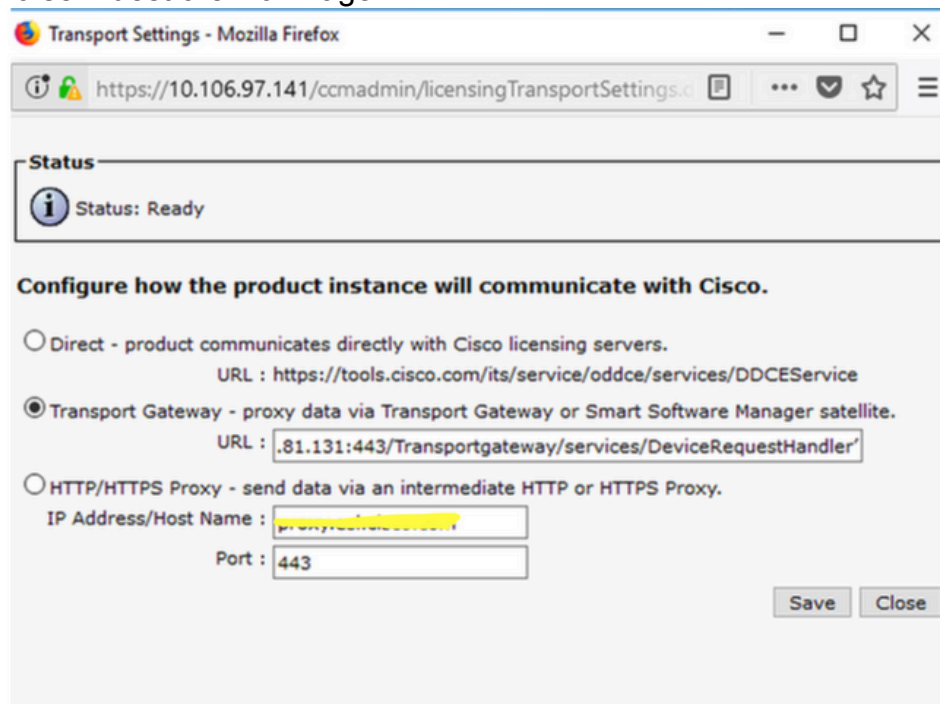 Transport Settings - Mozilla Firefox
https://10.106.97.141/ccmadmin/licensingTransportSettings.d
Status
Status: Ready
Configure how the product instance will communicate with Cisco.
Direct - product communicates directly with Cisco licensing servers.
URL : https://tools.cisco.com/its/service/oddce/services/DDCEService
Transport Gateway - proxy data via Transport Gateway or Smart Software Manager satellite.
URL : .81.131:443/Transportgateway/services/DeviceRequestHandler'
HTTP/HTTPS Proxy - send data via an intermediate HTTP or HTTPS Proxy.
IP Address/Host Name :
Port : 443
Save Close